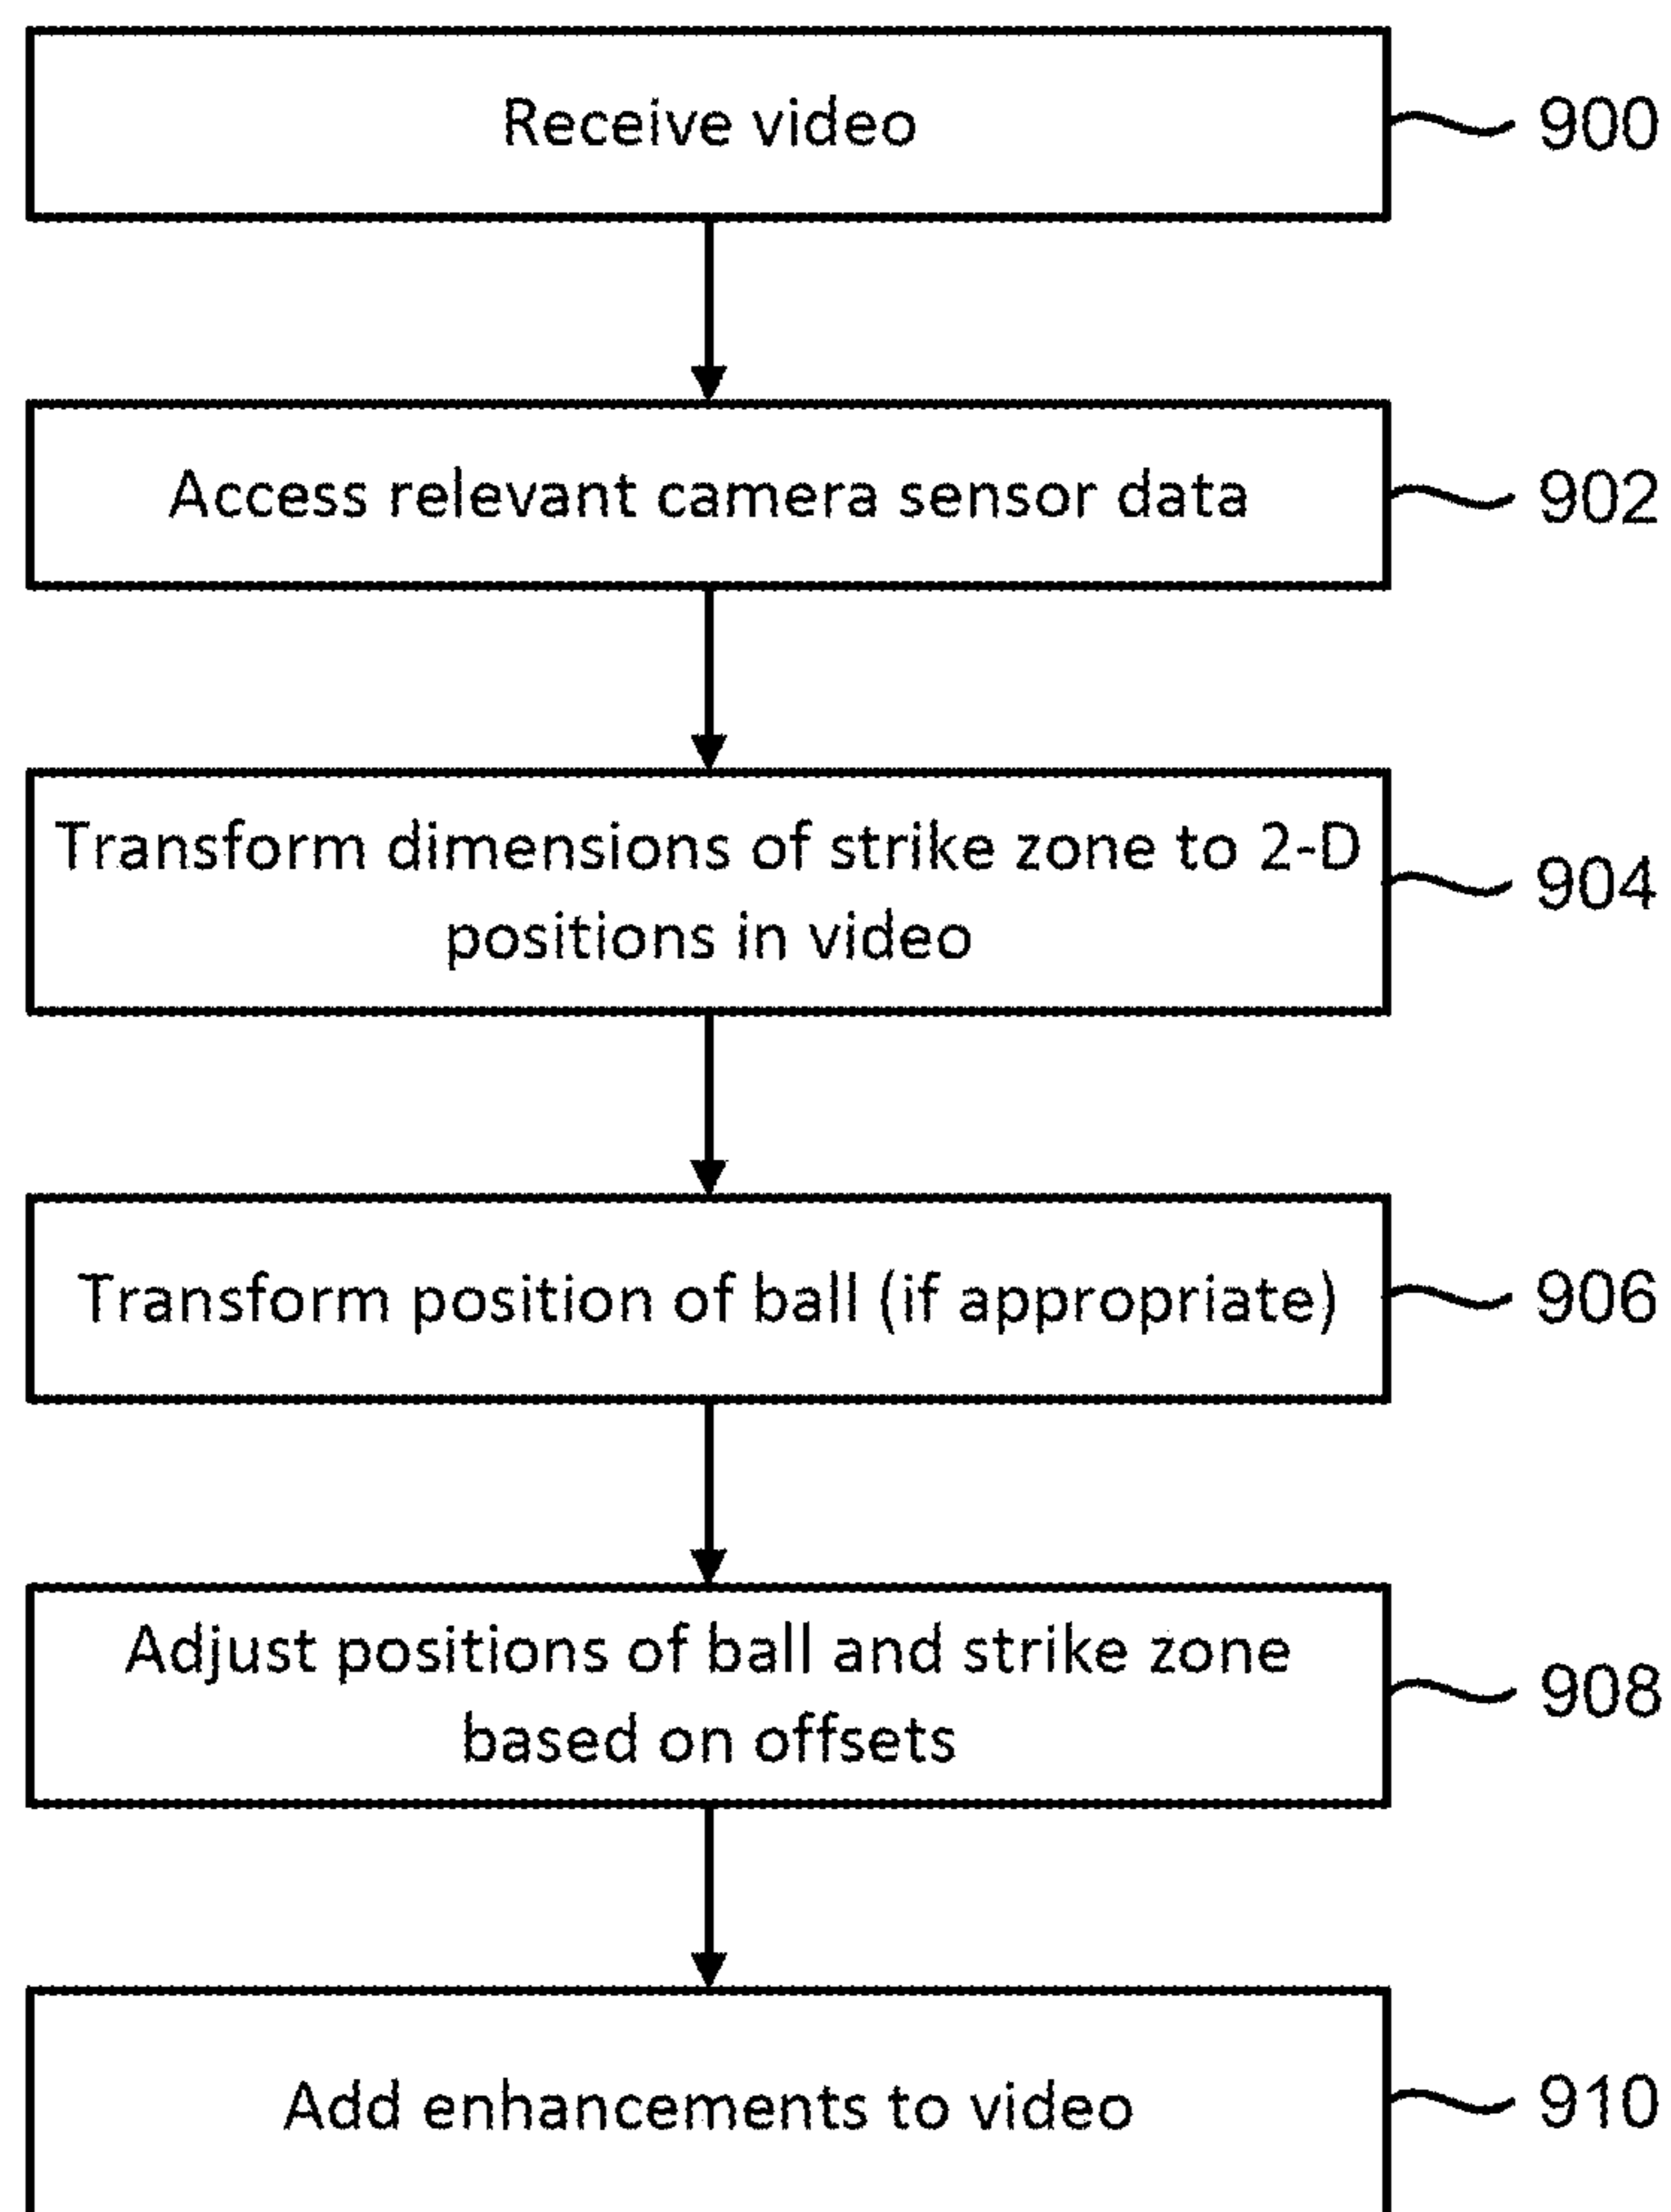 Receive video
900
Access relevant camera sensor data
902
Transform dimensions of strike zone to 2-D
positions in video
904
Transform position of ball (if appropriate)
906
Adjust positions of ball and strike zone
based on offsets
908
Add enhancements to video
910